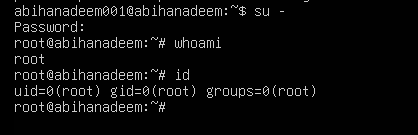 abihanadeem001@abihanadeem:~$ su -
Password:
root@abihanadeem:~# whoami
root
root@abihanadeem:~# id
uid=0(root) gid=0(root) groups=0(root)
root@abihanadeem:~#